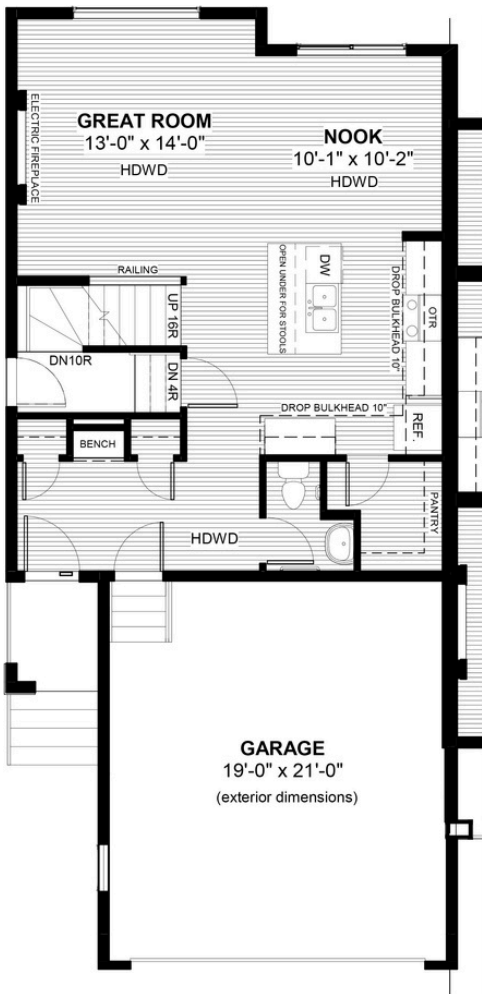 GREAT ROOM
13'-0" x 14'-0"
HDWD
ELECTRIC FIREPLACE
NOOK
10'-1" x 10'-2"
HDWD
RAILING
UP 16R
DN10R
DN 4R
OPEN UNDER FOR STOOLS
DW
DROP BULKHEAD 10"
OTR
DROP BULKHEAD 10"
REF.
BENCH
PANTRY
HDWD
GARAGE
19'-0" x 21'-0"
(exterior dimensions)